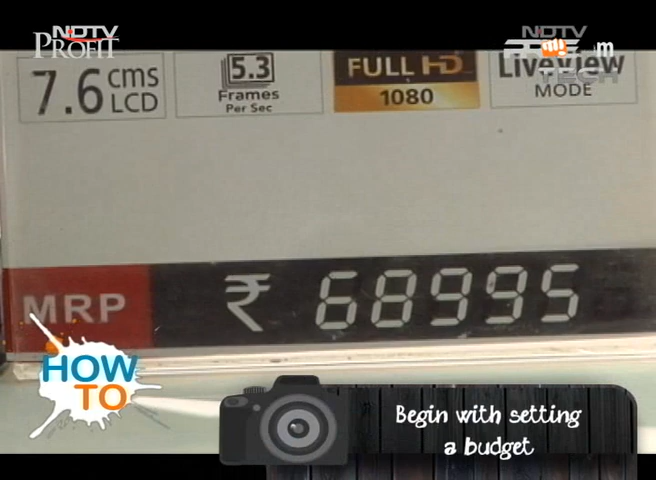 NDTV
PROFIT
NDTV
7.6 cms
LCD
5.3
Frames
Per Sec
FULL HD
1080
LiveView
MODE
TECH
MRP ₹ 68995
HOW
TO
Begin with setting
a budget